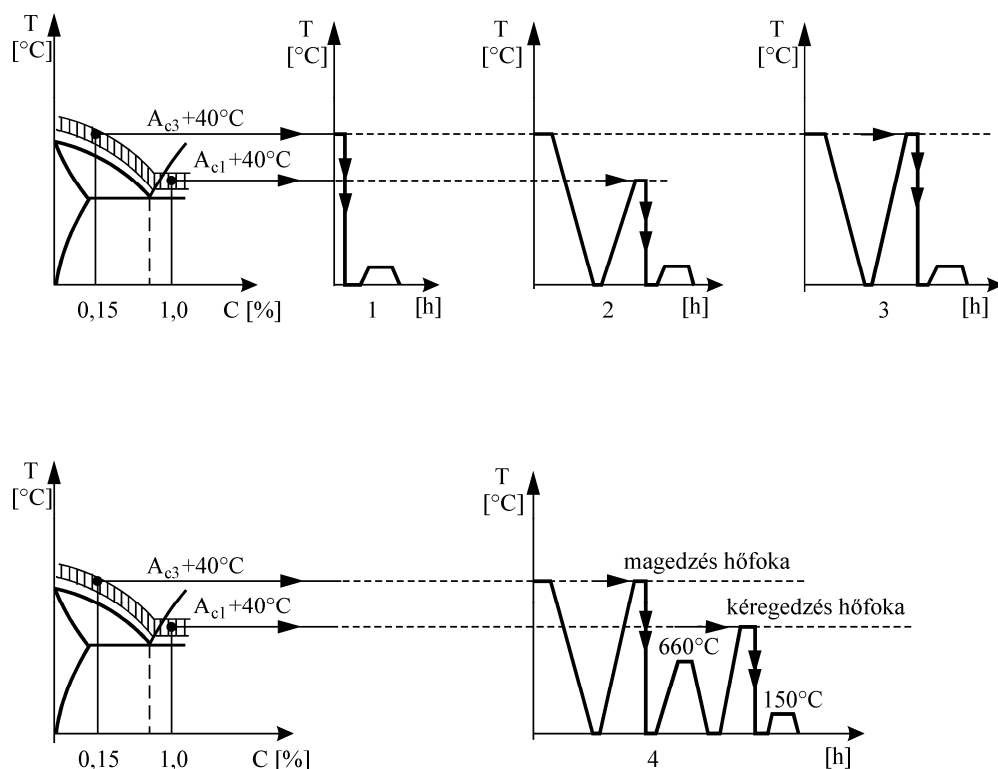 T
[°C]
A_c3+40°C
A_c1+40°C
0,15
1,0
C [%]
T
[°C]
1
[h]
T
[°C]
2
[h]
T
[°C]
3
[h]
T
[°C]
A_c3+40°C
A_c1+40°C
0,15
1,0
C [%]
T
[°C]
magedzés hőfoka
kéregedzés hőfoka
660°C
150°C
4
[h]